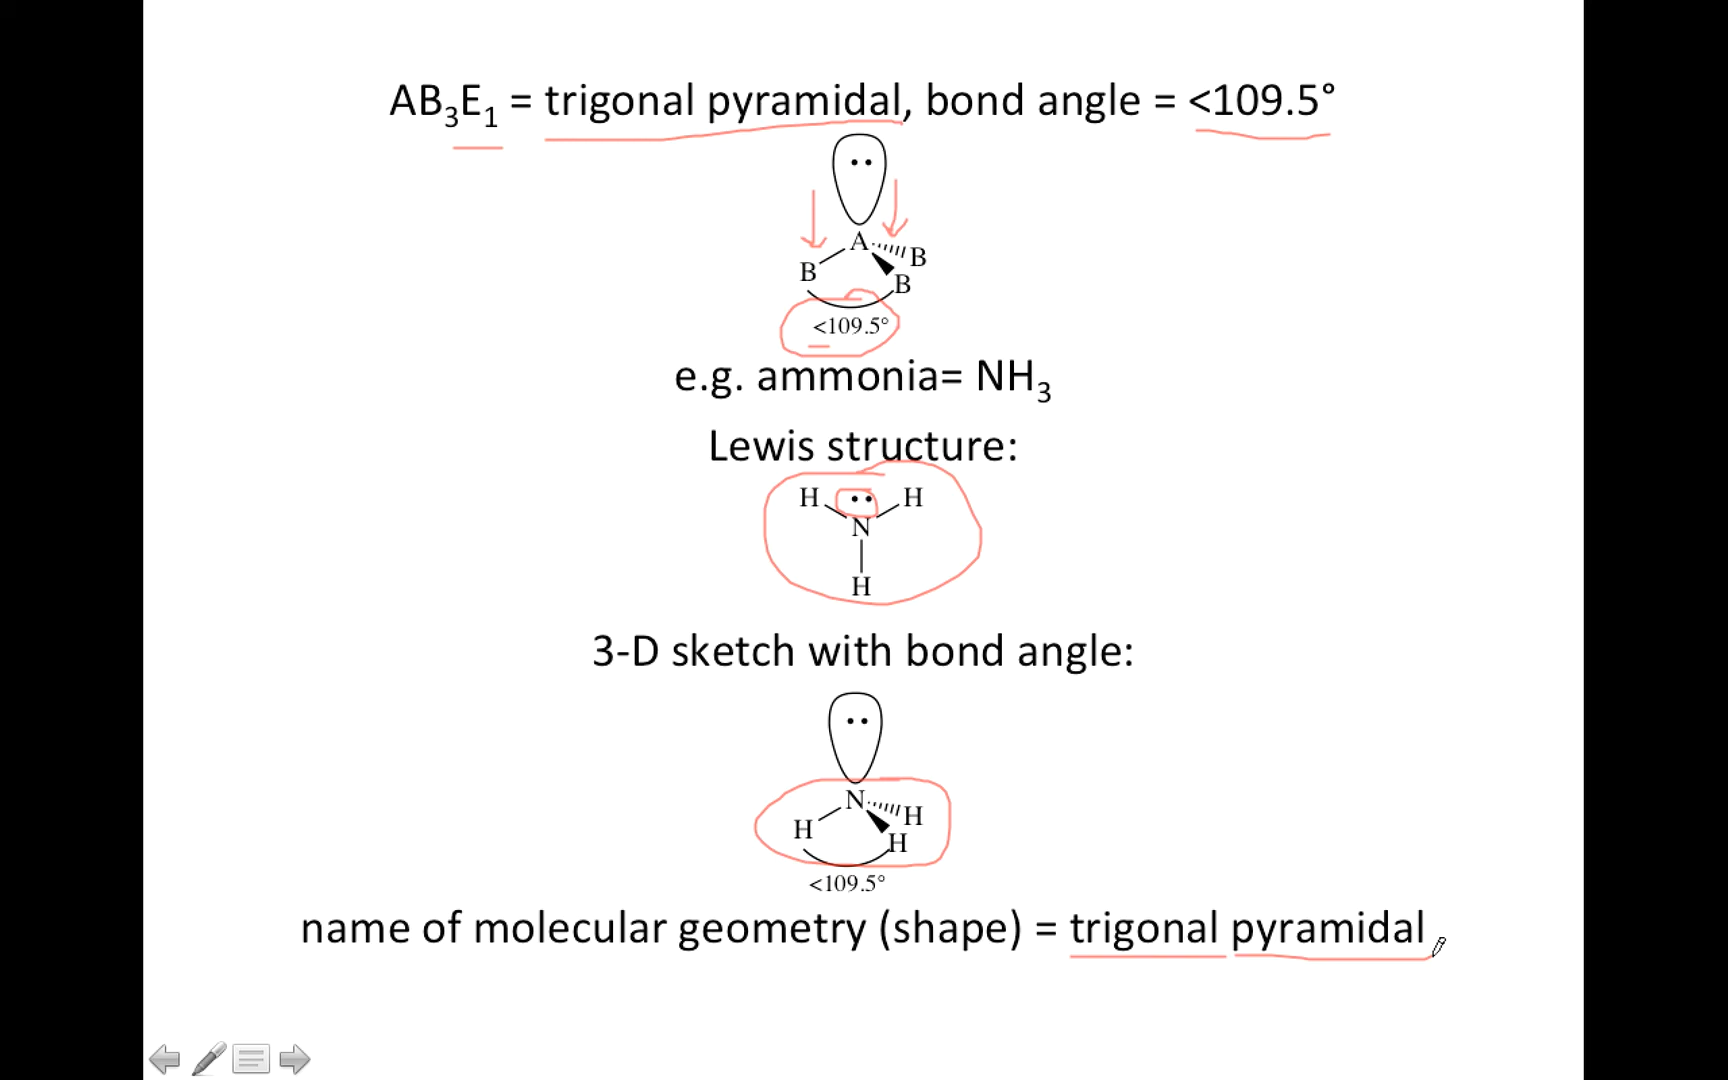 AB₃E₁ = trigonal pyramidal, bond angle = <109.5°
A
B
B
B
<109.5°
e.g. ammonia= NH₃
Lewis structure:
H H
N
H
3-D sketch with bond angle:
N
H
H
H
<109.5°
name of molecular geometry (shape) = trigonal pyramidal